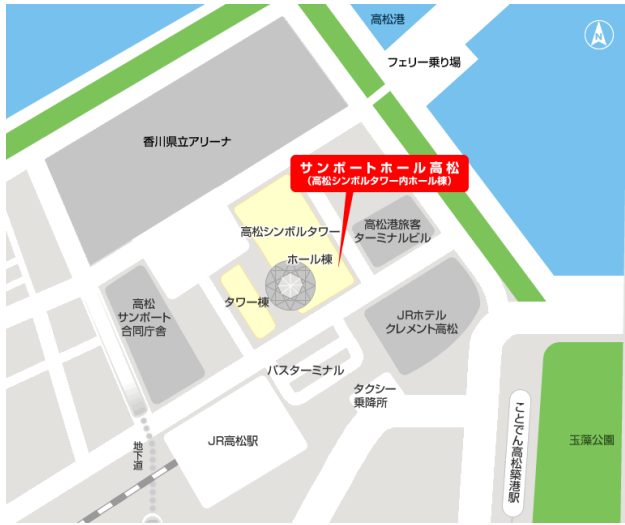 高松港
N
フェリー乗り場
香川県立アリーナ
サンポートホール高松
(高松シンボルタワー内ホール棟)
高松シンボルタワー
高松港旅客
ターミナルビル
ホール棟
タワー棟
高松
サンポート
合同庁舎
JRホテル
クレメント高松
バスターミナル
タクシー
乗降所
ことでん高松築港駅
玉藻公園
JR高松駅
地下道